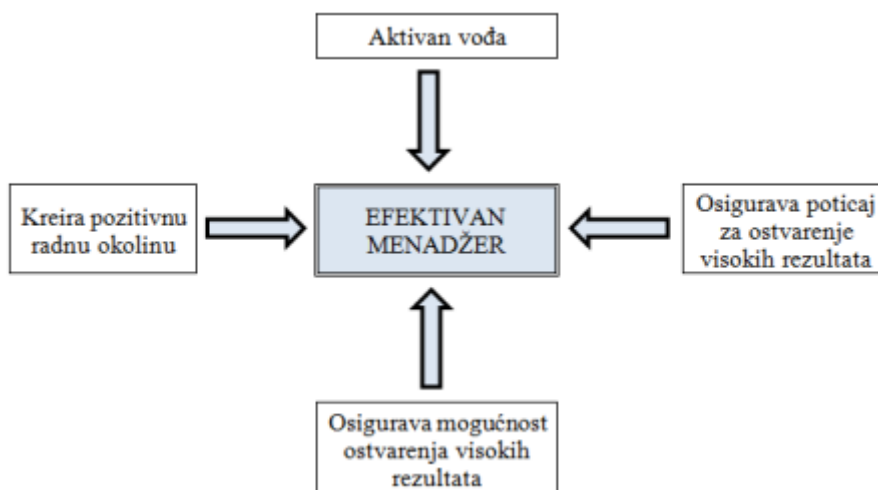 Aktivan vođa
Kreira pozitivnu
radnu okolinu
EFEKTIVAN
MENADŽER
Osigurava poticaj
za ostvarenje
visokih rezultata
Osigurava mogućnost
ostvarenja visokih
rezultata